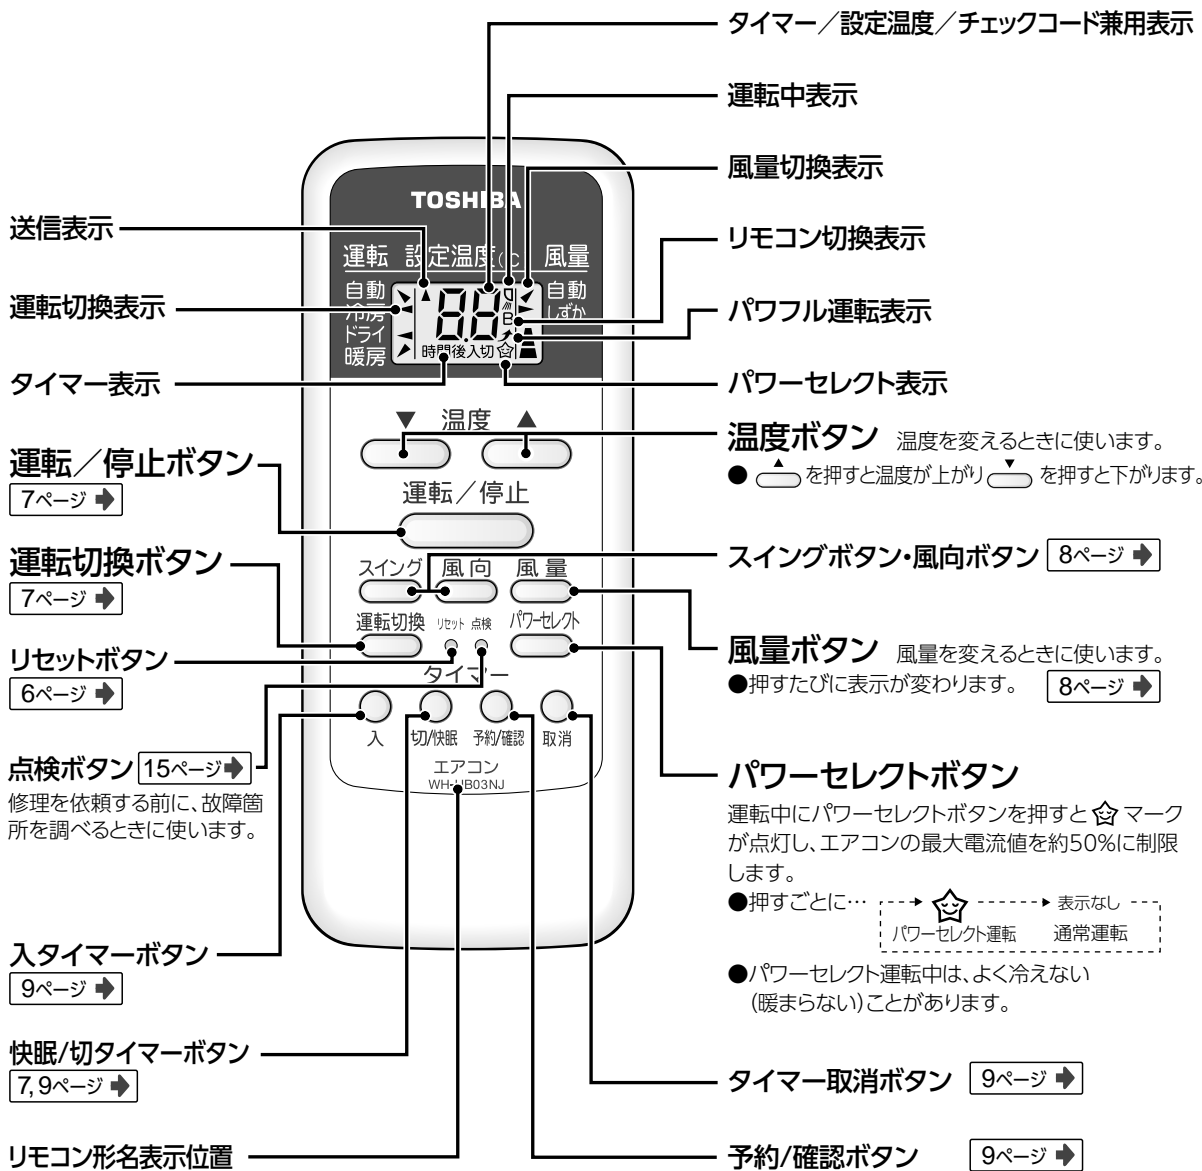 タイマー／設定温度／チェックコード兼用表示
運転中表示
風量切換表示
リモコン切換表示
パワフル運転表示
パワーセレクト表示
送信表示
運転切換表示
タイマー表示
運転／停止ボタン
7ページ
運転切換ボタン
7ページ
リセットボタン
6ページ
点検ボタン 15ページ
修理を依頼する前に、故障箇
所を調べるときに使います。
入タイマーボタン
9ページ
快眠/切タイマーボタン
7, 9ページ
リモコン形名表示位置
TOSHIBA
運転 設定温度(℃ 風量
自動 自動
冷房 しずか
ドライ
暖房
88
B
時間後入切
▼ 温度 ▲
運転／停止
スイング 風向 風量
運転切換 リセット 点検 パワーセレクト
タイマー
入 切/快眠 予約/確認 取消
エアコン
WH-UB03NJ
温度ボタン 温度を変えるときに使います。
● ▲ を押すと温度が上がり ▼ を押すと下がります。
スイングボタン・風向ボタン 8ページ
風量ボタン 風量を変えるときに使います。
●押すたびに表示が変わります。 8ページ
パワーセレクトボタン
運転中にパワーセレクトボタンを押すと マーク
が点灯し、エアコンの最大電流値を約50%に制限
します。
●押すごとに… 表示なし
パワーセレクト運転 通常運転
●パワーセレクト運転中は、よく冷えない
（暖まらない）ことがあります。
タイマー取消ボタン 9ページ
予約/確認ボタン 9ページ